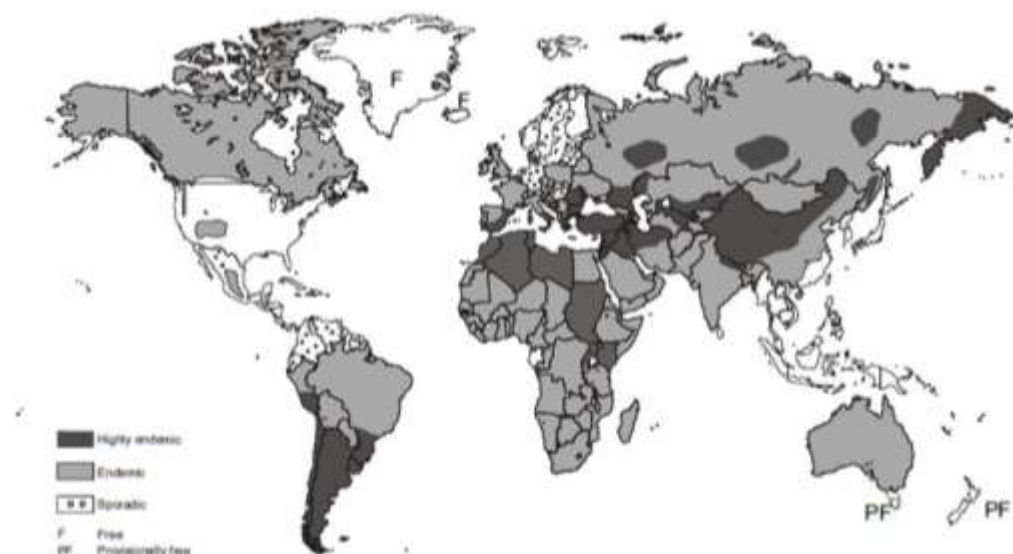 F
F
Highly endemic
Endemic
Sporadic
F Free
PF Provisionally free
PF
PF